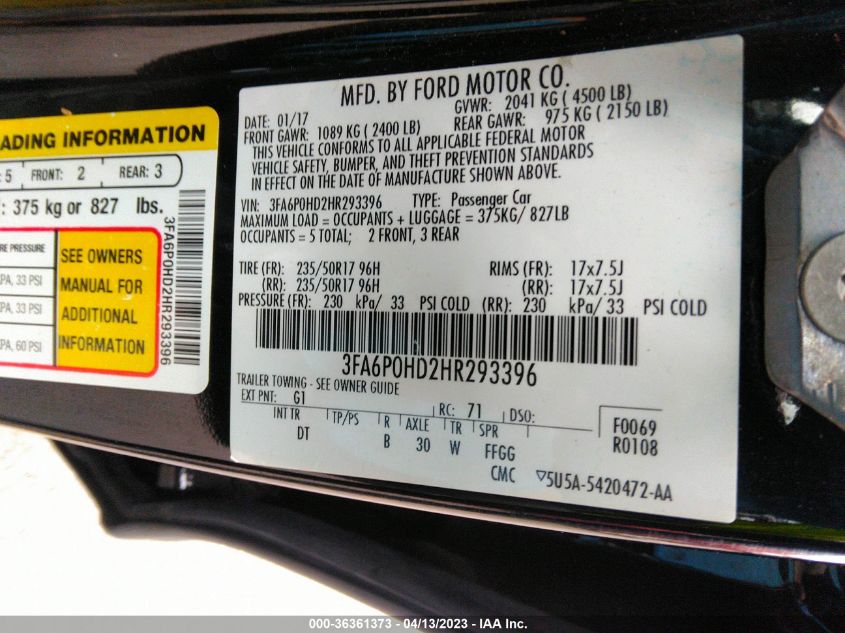 ADING INFORMATION
: 5 FRONT: 2 REAR: 3
: 375 kg or 827 lbs.
RE PRESSURE
PA, 33 PSI
PA, 33 PSI
PA, 60 PSI
SEE OWNERS
MANUAL FOR
ADDITIONAL
INFORMATION
3FA6P0HD2HR293396
MFD. BY FORD MOTOR CO.
DATE: 01/17 GVWR: 2041 KG ( 4500 LB)
FRONT GAWR: 1089 KG ( 2400 LB) REAR GAWR: 975 KG ( 2150 LB)
THIS VEHICLE CONFORMS TO ALL APPLICABLE FEDERAL MOTOR
VEHICLE SAFETY, BUMPER, AND THEFT PREVENTION STANDARDS
IN EFFECT ON THE DATE OF MANUFACTURE SHOWN ABOVE.
VIN: 3FA6P0HD2HR293396 TYPE: Passenger Car
MAXIMUM LOAD = OCCUPANTS + LUGGAGE = 375KG/ 827LB
OCCUPANTS = 5 TOTAL; 2 FRONT, 3 REAR
TIRE (FR): 235/50R17 96H RIMS (FR): 17x7.5J
(RR): 235/50R17 96H (RR): 17x7.5J
PRESSURE (FR): 230 kPa/ 33 PSI COLD (RR): 230 kPa/ 33 PSI COLD
3FA6P0HD2HR293396
TRAILER TOWING - SEE OWNER GUIDE
EXT PNT: G1 RC: 71 DSO:
INT TR TP/PS R AXLE TR SPR
DT B 30 W FFGG
F0069
R0108
CMC ▽5U5A-5420472-AA
000-36361373 - 04/13/2023 - IAA Inc.